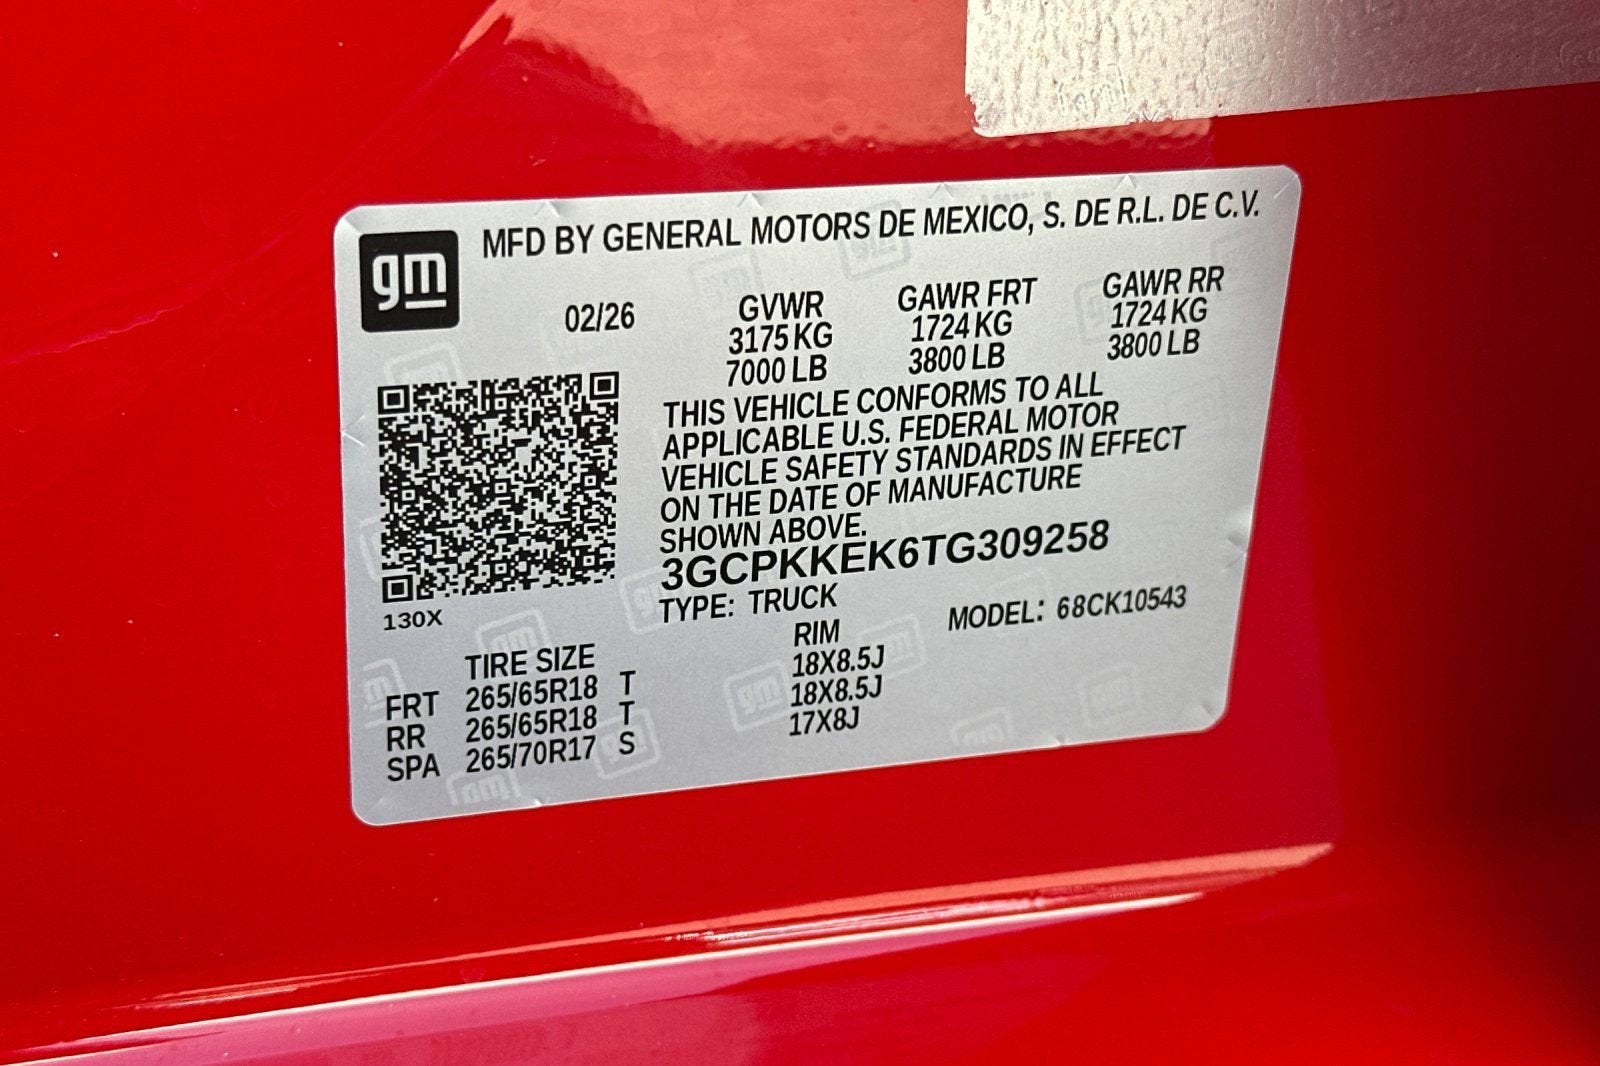 gm
MFD BY GENERAL MOTORS DE MEXICO, S. DE R.L. DE C.V.
02/26
GVWR GAWR FRT GAWR RR
3175 KG 1724 KG 1724 KG
7000 LB 3800 LB 3800 LB
THIS VEHICLE CONFORMS TO ALL
APPLICABLE U.S. FEDERAL MOTOR
VEHICLE SAFETY STANDARDS IN EFFECT
ON THE DATE OF MANUFACTURE
SHOWN ABOVE.
3GCPKKEK6TG309258
TYPE: TRUCK MODEL: 68CK10543
130X
TIRE SIZE RIM
FRT 265/65R18 T 18X8.5J
RR 265/65R18 T 18X8.5J
SPA 265/70R17 S 17X8J